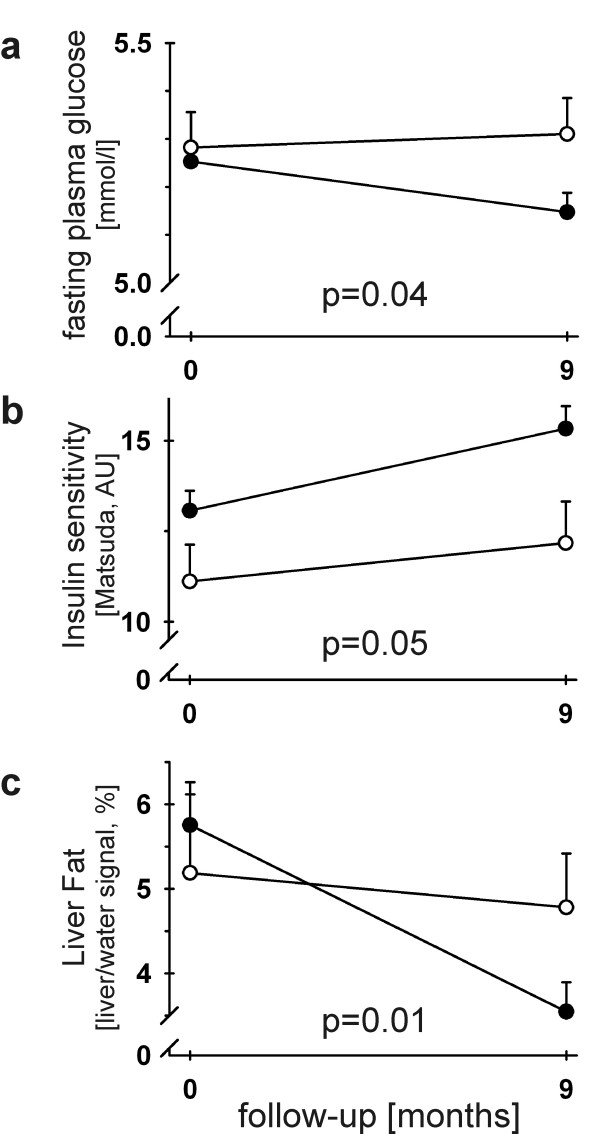 a
fasting plasma glucose
[mmol/l]
5.5
5.0
0.0
p=0.04
0
9
b
Insulin sensitivity
[Matsuda, AU]
15
10
0
p=0.05
0
9
c
Liver Fat
[liver/water signal, %]
6
5
4
0
p=0.01
0
9
follow-up [months]